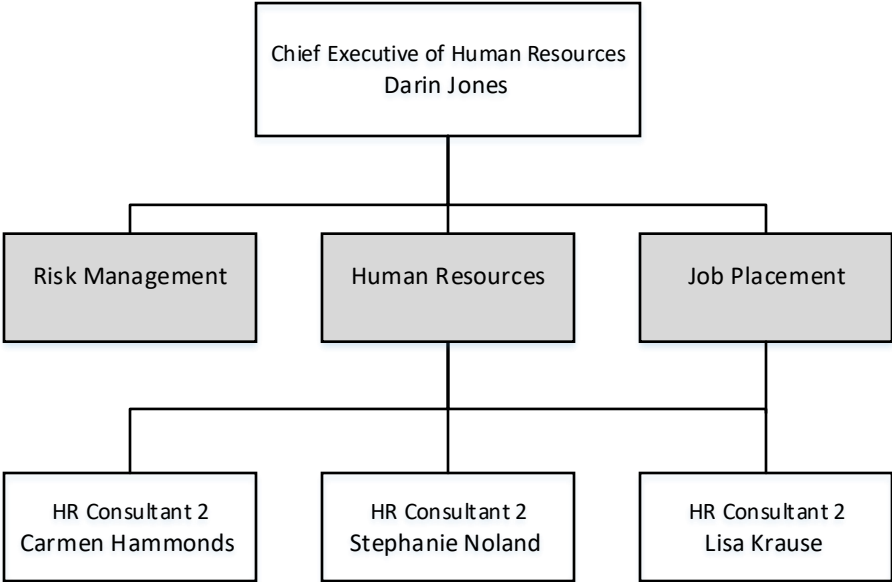 Chief Executive of Human Resources
Darin Jones
Risk Management
Human Resources
Job Placement
HR Consultant 2
Carmen Hammonds
HR Consultant 2
Stephanie Noland
HR Consultant 2
Lisa Krause